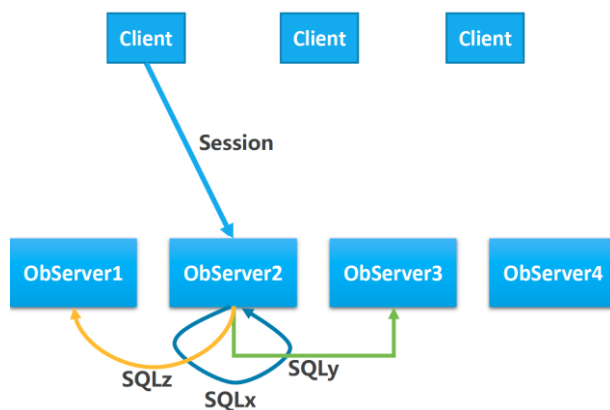 Client
Client
Client
Session
ObServer1
ObServer2
ObServer3
ObServer4
SQLz
SQLy
SQLx